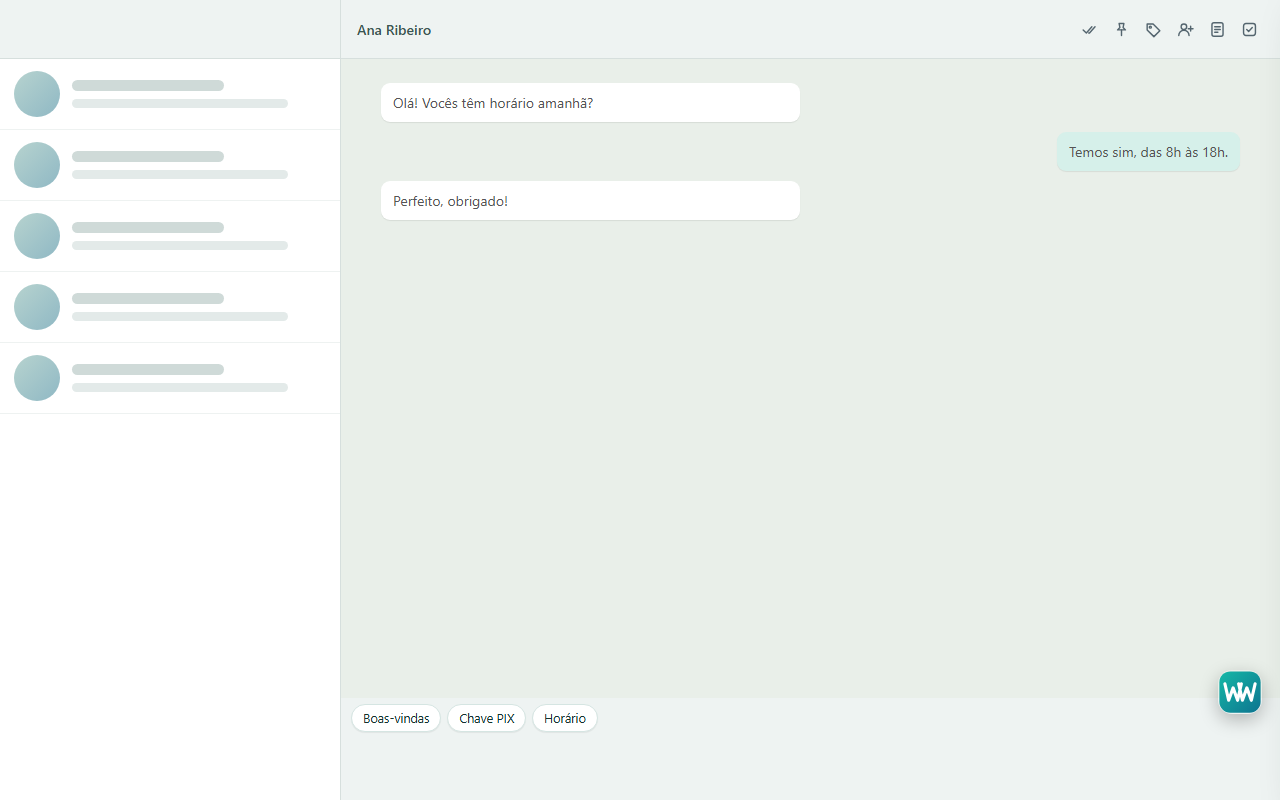 Ana Ribeiro
Olá! Vocês têm horário amanhã?
Temos sim, das 8h às 18h.
Perfeito, obrigado!
Boas-vindas
Chave PIX
Horário
W